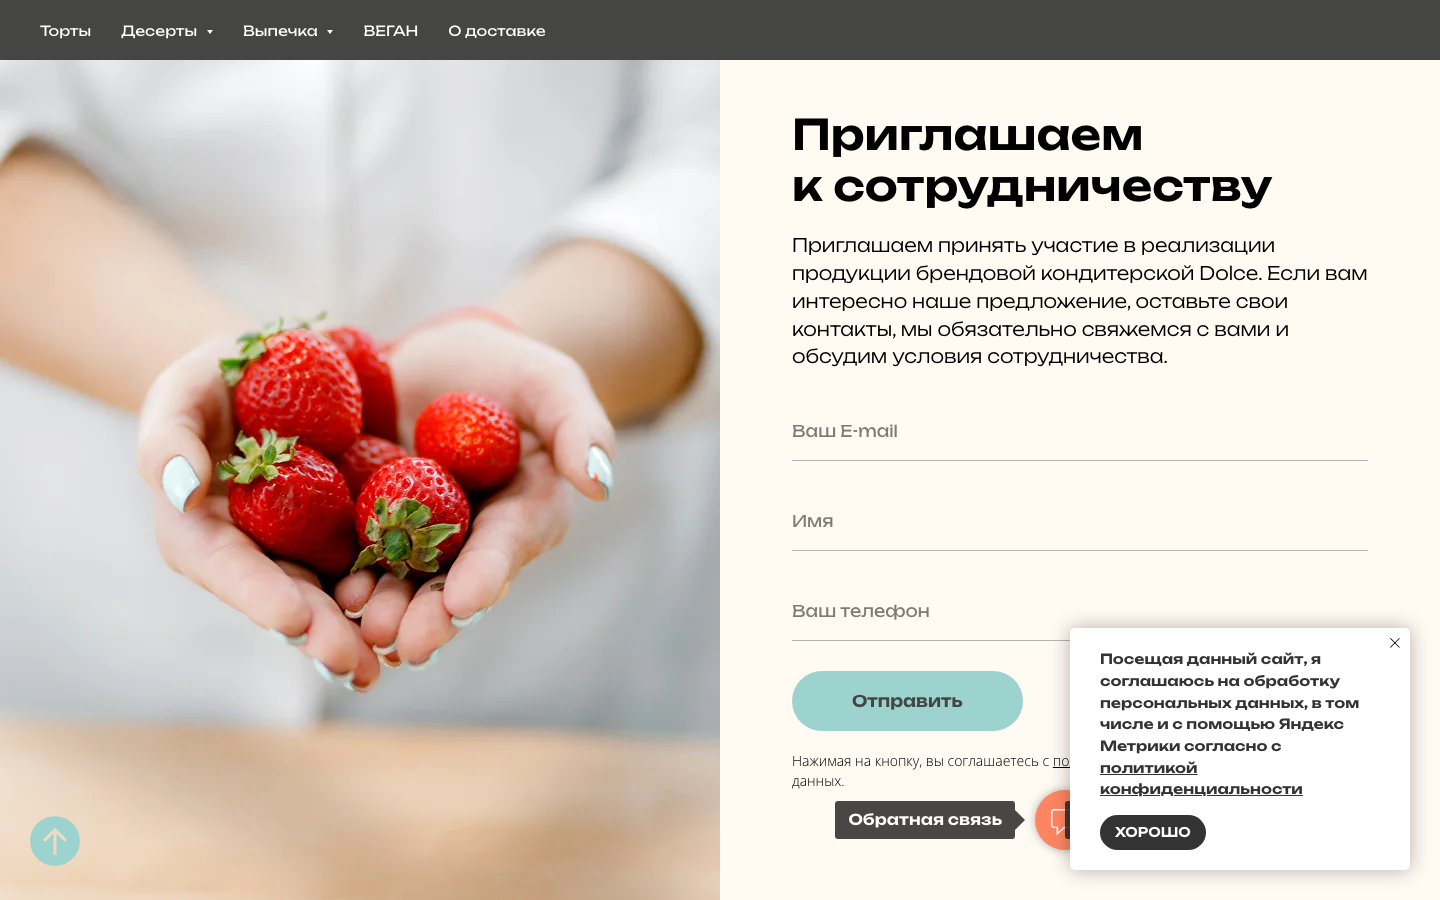 Торты
Десерты
Выпечка
ВЕГАН
О доставке
Приглашаем
к сотрудничеству
Приглашаем принять участие в реализации
продукции брендовой кондитерской Dolce. Если вам
интересно наше предложение, оставьте свои
контакты, мы обязательно свяжемся с вами и
обсудим условия сотрудничества.
Ваш E-mail
Имя
Ваш телефон
Отправить
Нажимая на кнопку, вы соглашаетесь с
данных.
Обратная связь
Посещая данный сайт, я
соглашаюсь на обработку
персональных данных, в том
числе и с помощью Яндекс
Метрики согласно с
политикой
конфиденциальности
ХОРОШО